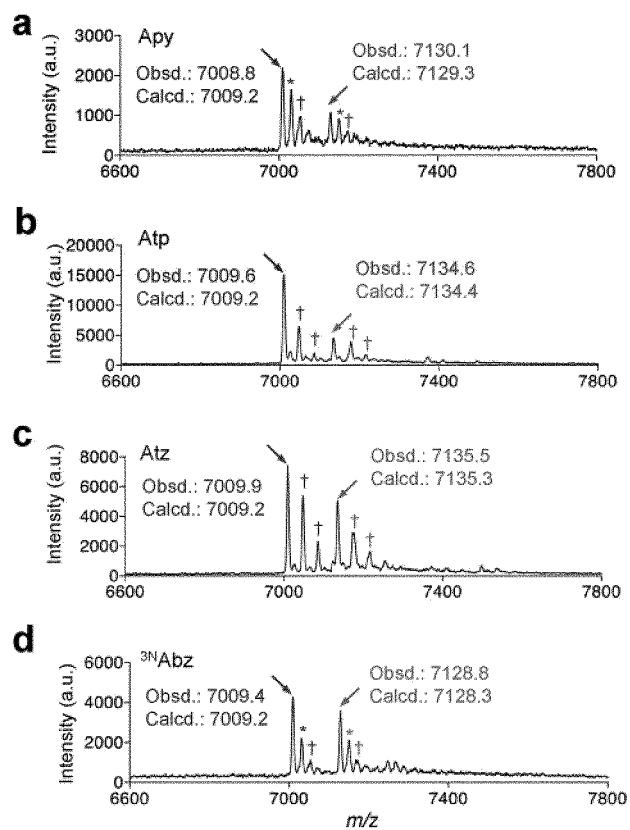 a
Apy
Obsd.: 7008.8
Calcd.: 7009.2
Obsd.: 7130.1
Calcd.: 7129.3
* † * †
Intensity (a.u.)
3000
2000
1000
0
6600 7000 7400 7800
b
Atp
Obsd.: 7009.6
Calcd.: 7009.2
Obsd.: 7134.6
Calcd.: 7134.4
† † † †
Intensity (a.u.)
20000
15000
10000
5000
0
6600 7000 7400 7800
c
Atz
Obsd.: 7009.9
Calcd.: 7009.2
Obsd.: 7135.5
Calcd.: 7135.3
† † † †
Intensity (a.u.)
8000
6000
4000
2000
0
6600 7000 7400 7800
d
³ᴺAbz
Obsd.: 7009.4
Calcd.: 7009.2
Obsd.: 7128.8
Calcd.: 7128.3
* † * †
Intensity (a.u.)
6000
4000
2000
0
6600 7000 7400 7800
m/z